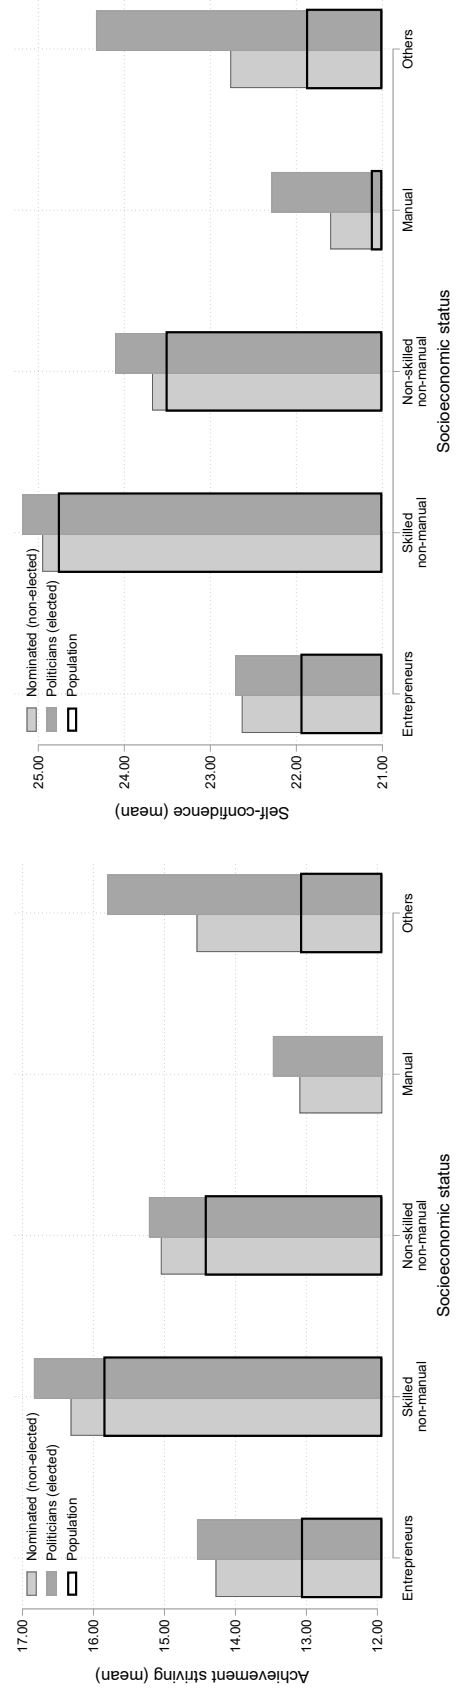 Achievement striving (mean)
17.00
16.00
15.00
14.00
13.00
12.00
Nominated (non-elected)
Politicians (elected)
Population
Entrepreneurs
Skilled
non-manual
Non-skilled
non-manual
Manual
Others
Socioeconomic status
Self-confidence (mean)
25.00
24.00
23.00
22.00
21.00
Nominated (non-elected)
Politicians (elected)
Population
Entrepreneurs
Skilled
non-manual
Non-skilled
non-manual
Manual
Others
Socioeconomic status